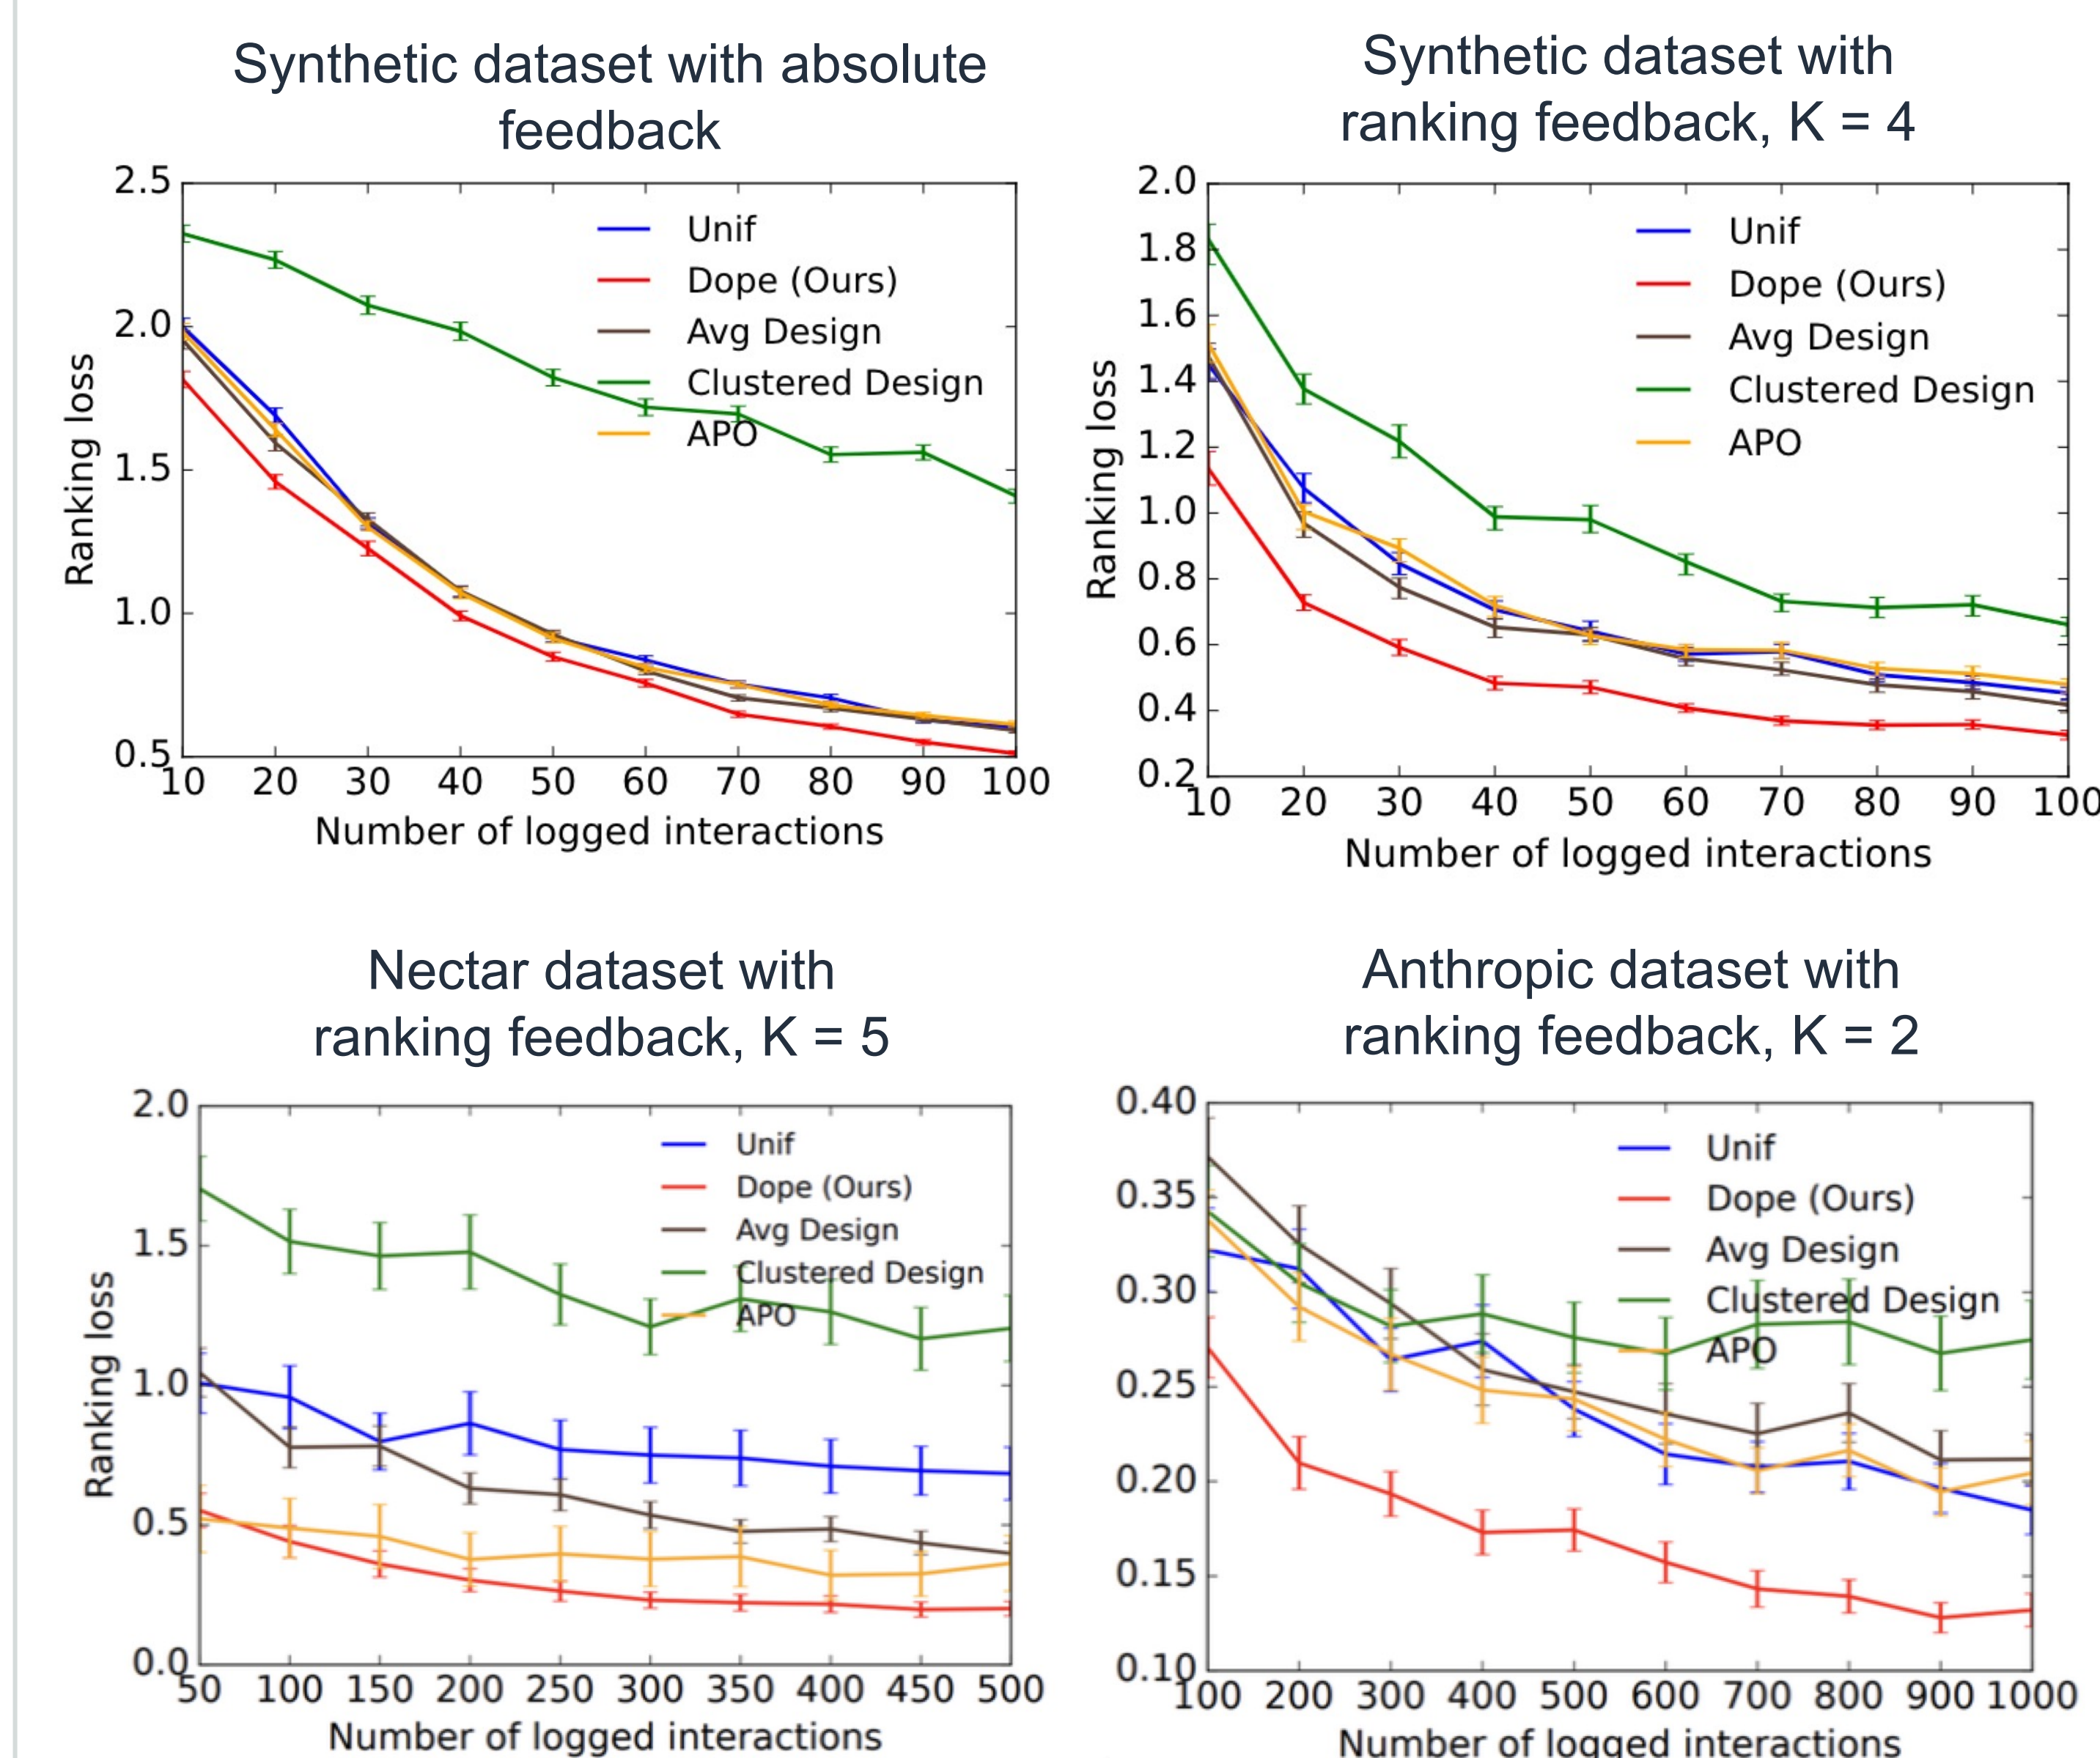 Synthetic dataset with absolute
feedback
2.5
2.0
1.5
1.0
0.5
Ranking loss
Unif
Dope (Ours)
Avg Design
Clustered Design
APO
10 20 30 40 50 60 70 80 90 100
Number of logged interactions
Synthetic dataset with
ranking feedback, K = 4
2.0
1.8
1.6
1.4
1.2
1.0
0.8
0.6
0.4
0.2
Ranking loss
Unif
Dope (Ours)
Avg Design
Clustered Design
APO
10 20 30 40 50 60 70 80 90 100
Number of logged interactions
Nectar dataset with
ranking feedback, K = 5
2.0
1.5
1.0
0.5
0.0
Ranking loss
Unif
Dope (Ours)
Avg Design
Clustered Design
APO
50 100 150 200 250 300 350 400 450 500
Number of logged interactions
Anthropic dataset with
ranking feedback, K = 2
0.40
0.35
0.30
0.25
0.20
0.15
0.10
Ranking loss
Unif
Dope (Ours)
Avg Design
Clustered Design
APO
100 200 300 400 500 600 700 800 900 1000
Number of logged interactions